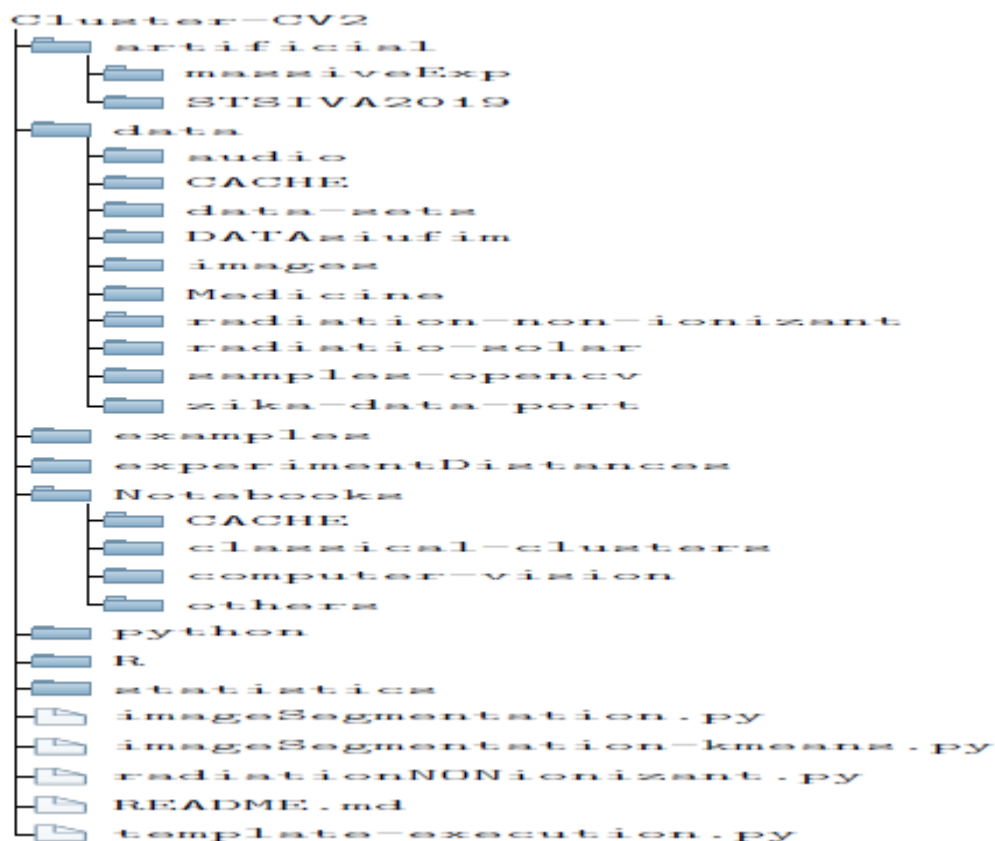 Cluster-CV2
artificial
massiveExp
STSIVA2019
data
audio
CACHE
data-sets
DATAsiufim
images
Medicine
radiation-non-ionizant
radiatio-solar
samples-opencv
zika-data-port
examples
experimentDistances
Notebooks
CACHE
classical-clusters
computer-vision
others
python
R
statistics
imageSegmentation.py
imageSegmentation-kmeans.py
radiationNONionizant.py
README.md
template-execution.py